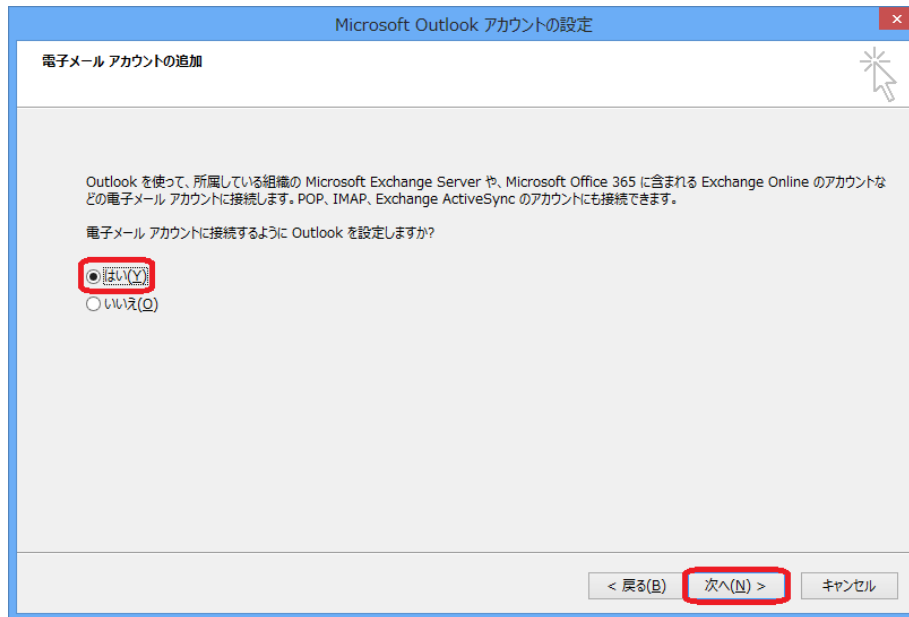 Microsoft Outlook アカウントの設定
電子メール アカウントの追加
Outlook を使って、所属している組織の Microsoft Exchange Server や、Microsoft Office 365 に含まれる Exchange Online のアカウントな
どの電子メール アカウントに接続します。POP、IMAP、Exchange ActiveSync のアカウントにも接続できます。
電子メール アカウントに接続するように Outlook を設定しますか?
はい(Y)
いいえ(O)
< 戻る(B) 次へ(N) > キャンセル